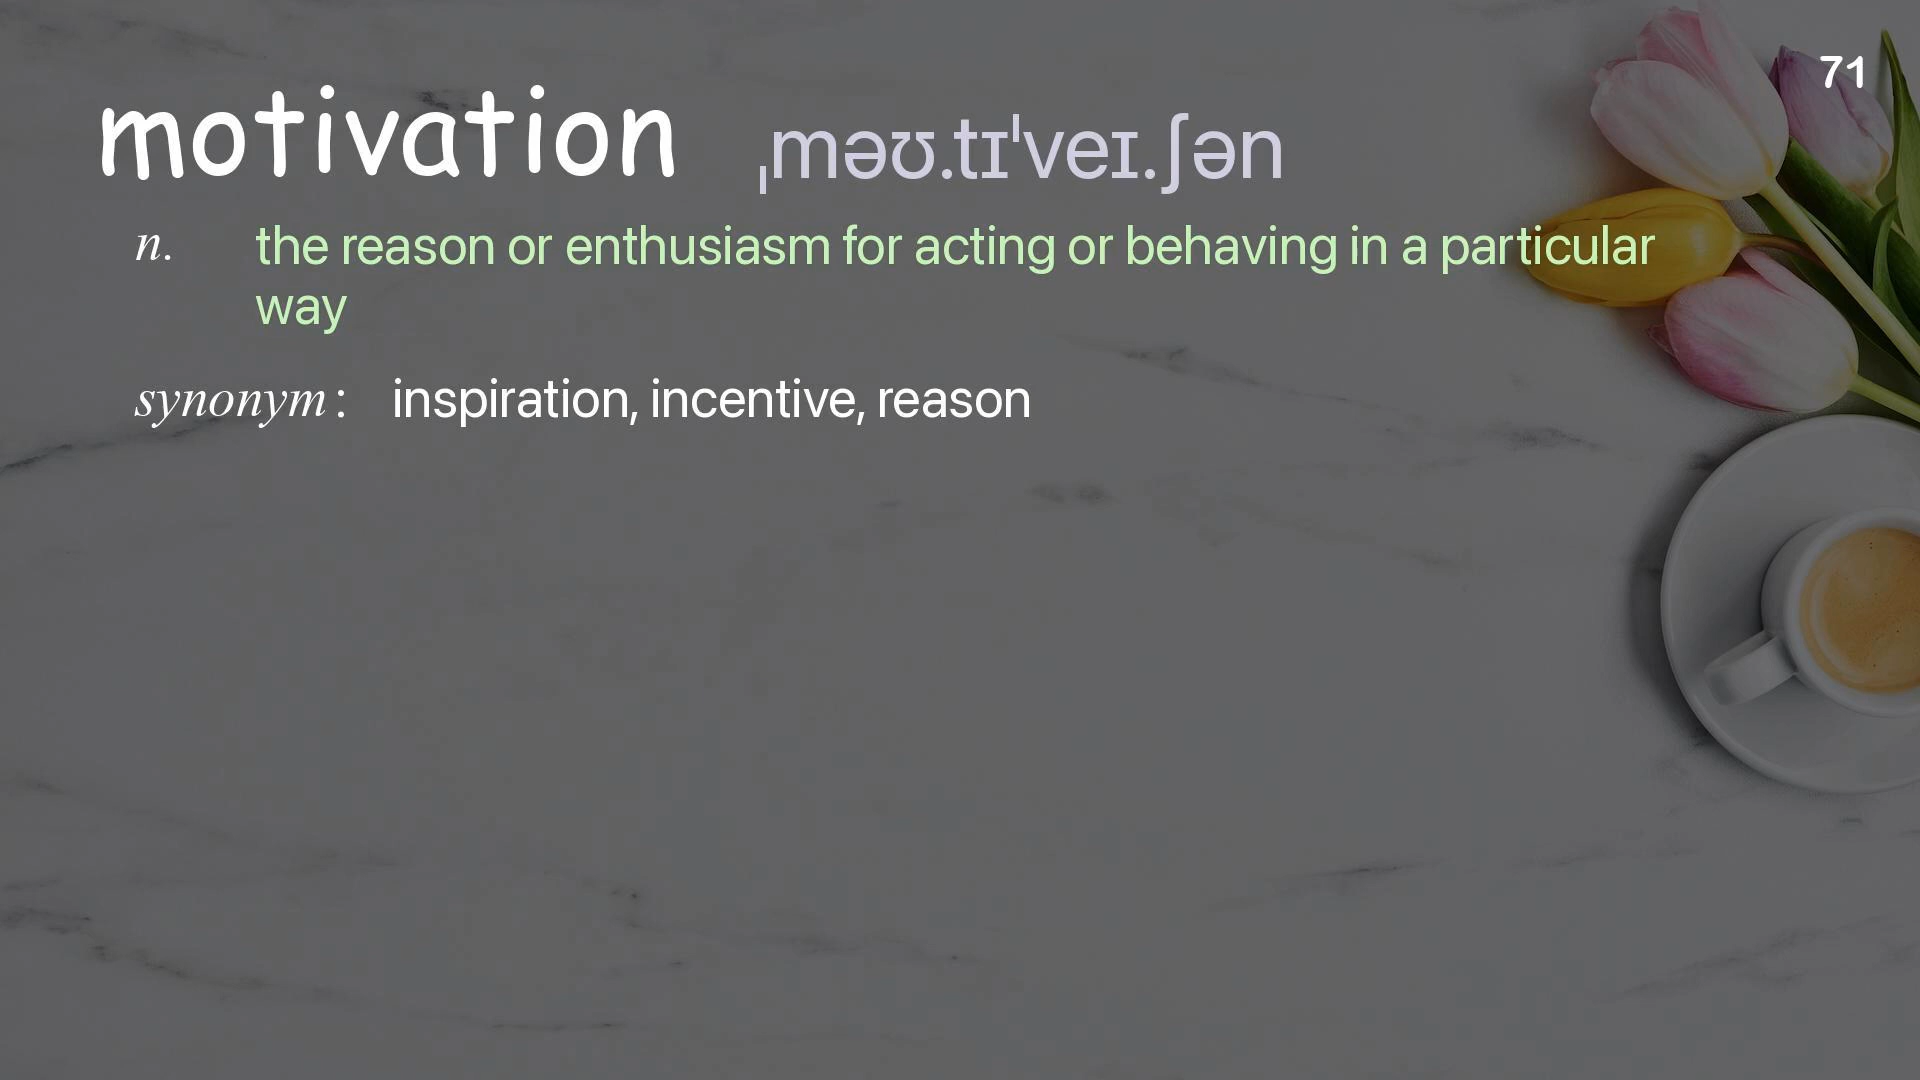 71
motivation ˌməʊ.tɪˈveɪ.ʃən
n. the reason or enthusiasm for acting or behaving in a particular
way
synonym : inspiration, incentive, reason